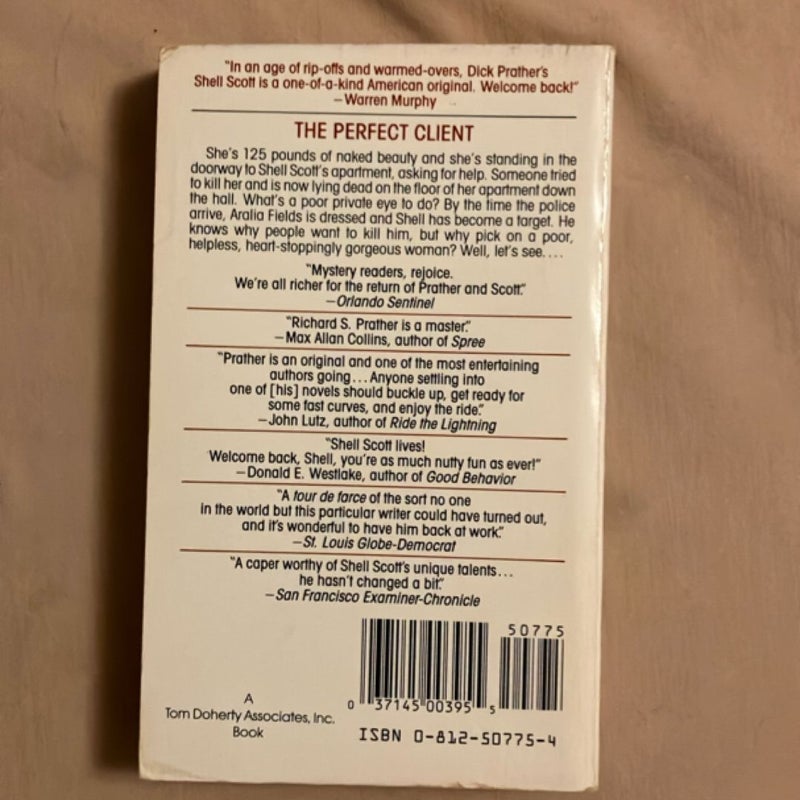 "In an age of rip-offs and warmed-overs, Dick Prather's
Shell Scott is a one-of-a-kind American original. Welcome back!"
—Warren Murphy
THE PERFECT CLIENT
She's 125 pounds of naked beauty and she's standing in the
doorway to Shell Scott's apartment, asking for help. Someone tried
to kill her and is now lying dead on the floor of her apartment down
the hall. What's a poor private eye to do? By the time the police
arrive, Aralia Fields is dressed and Shell has become a target. He
knows why people want to kill him, but why pick on a poor,
helpless, heart-stoppingly gorgeous woman? Well, let's see....
"Mystery readers, rejoice.
We're all richer for the return of Prather and Scott."
—Orlando Sentinel
"Richard S. Prather is a master."
—Max Allan Collins, author of Spree
"Prather is an original and one of the most entertaining
authors going...Anyone settling into
one of [his] novels should buckle up, get ready for
some fast curves, and enjoy the ride."
—John Lutz, author of Ride the Lightning
"Shell Scott lives!
Welcome back, Shell, you're as much nutty fun as ever!"
—Donald E. Westlake, author of Good Behavior
"A tour de farce of the sort no one
in the world but this particular writer could have turned out,
and it's wonderful to have him back at work."
—St. Louis Globe-Democrat
"A caper worthy of Shell Scott's unique talents...
he hasn't changed a bit."
—San Francisco Examiner-Chronicle
50775
0 37145 00395 5
A
Tom Doherty Associates, Inc.
Book
ISBN 0-812-50775-4